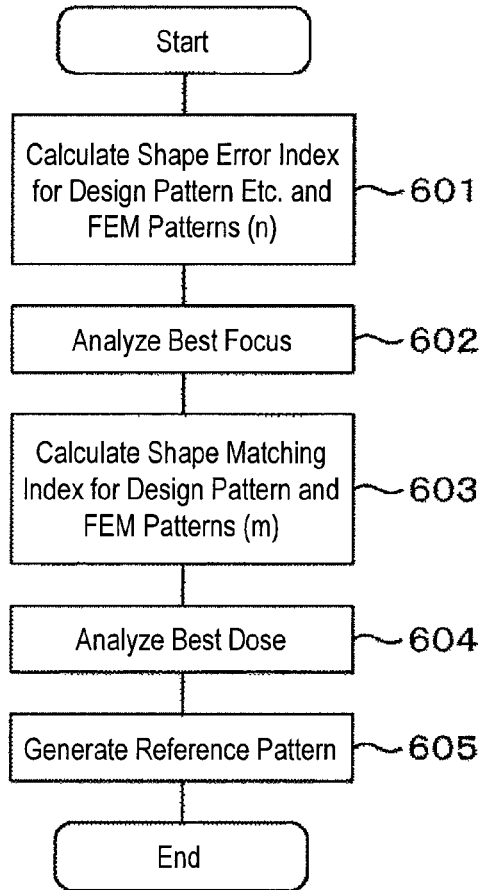 Start
Calculate Shape Error Index
for Design Pattern Etc. and
FEM Patterns (n)
601
Analyze Best Focus
602
Calculate Shape Matching
Index for Design Pattern and
FEM Patterns (m)
603
Analyze Best Dose
604
Generate Reference Pattern
605
End